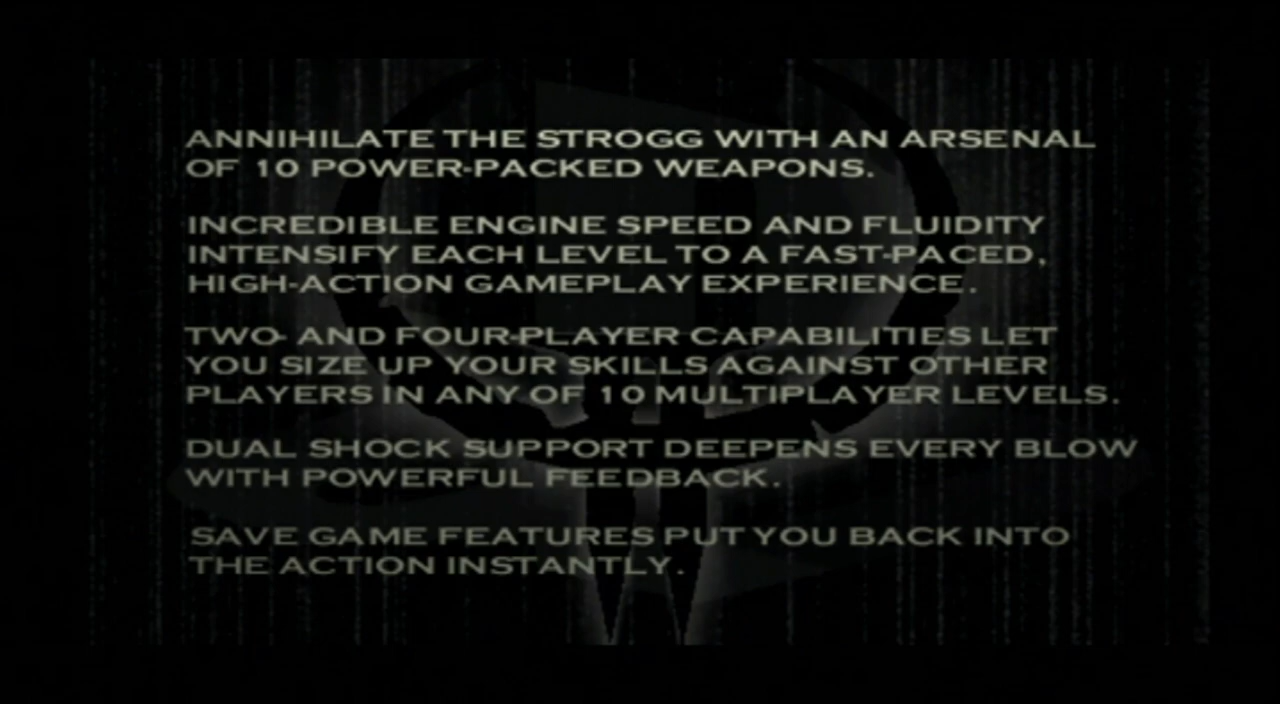 ANNIHILATE THE STROGG WITH AN ARSENAL
OF 10 POWER-PACKED WEAPONS.
INCREDIBLE ENGINE SPEED AND FLUIDITY
INTENSIFY EACH LEVEL TO A FAST-PACED,
HIGH-ACTION GAMEPLAY EXPERIENCE.
TWO- AND FOUR-PLAYER CAPABILITIES LET
YOU SIZE UP YOUR SKILLS AGAINST OTHER
PLAYERS IN ANY OF 10 MULTIPLAYER LEVELS.
DUAL SHOCK SUPPORT DEEPENS EVERY BLOW
WITH POWERFUL FEEDBACK.
SAVE GAME FEATURES PUT YOU BACK INTO
THE ACTION INSTANTLY.